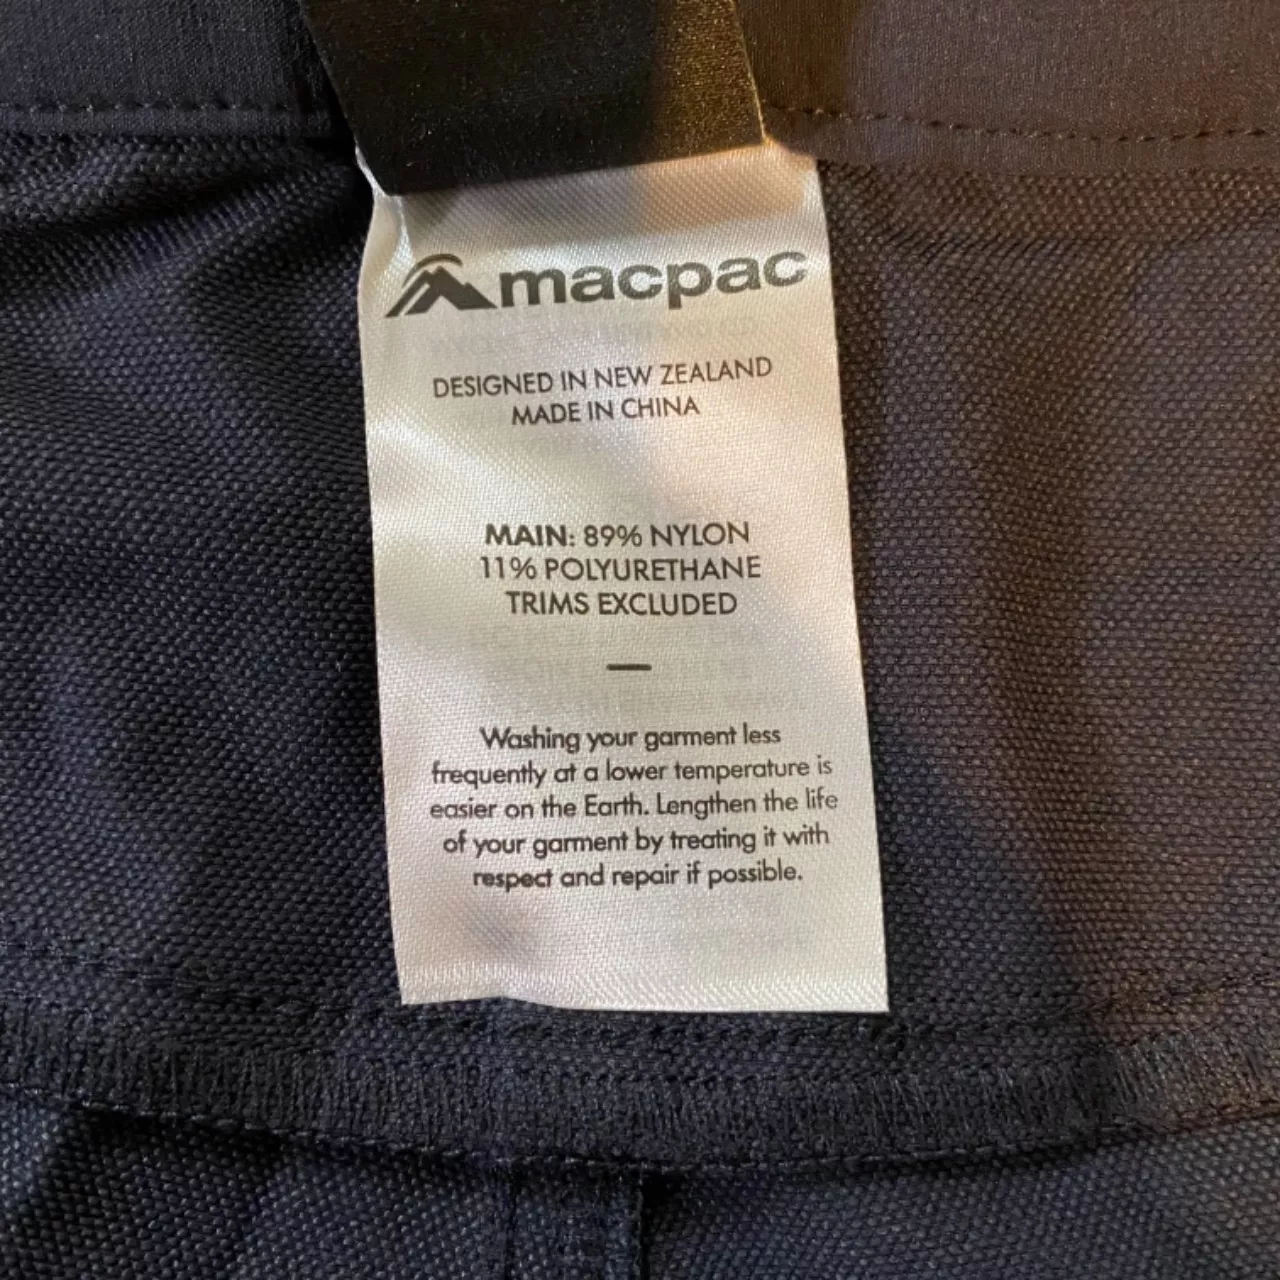 macpac
DESIGNED IN NEW ZEALAND
MADE IN CHINA
MAIN: 89% NYLON
11% POLYURETHANE
TRIMS EXCLUDED
—
Washing your garment less
frequently at a lower temperature is
easier on the Earth. Lengthen the life
of your garment by treating it with
respect and repair if possible.